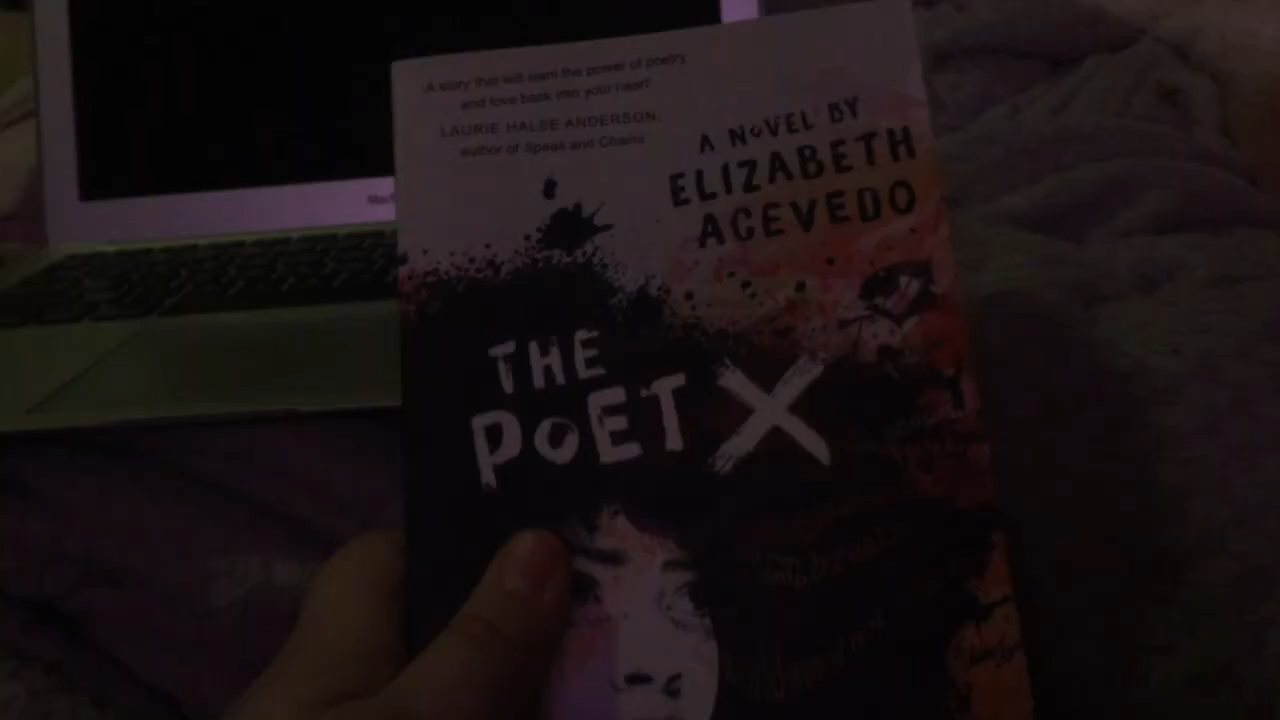 A story that will slam the power of poetry
and love back into your heart
LAURIE HALSE ANDERSON,
author of Speak and Chains
A NOVEL BY
ELIZABETH
ACEVEDO
THE
POET X